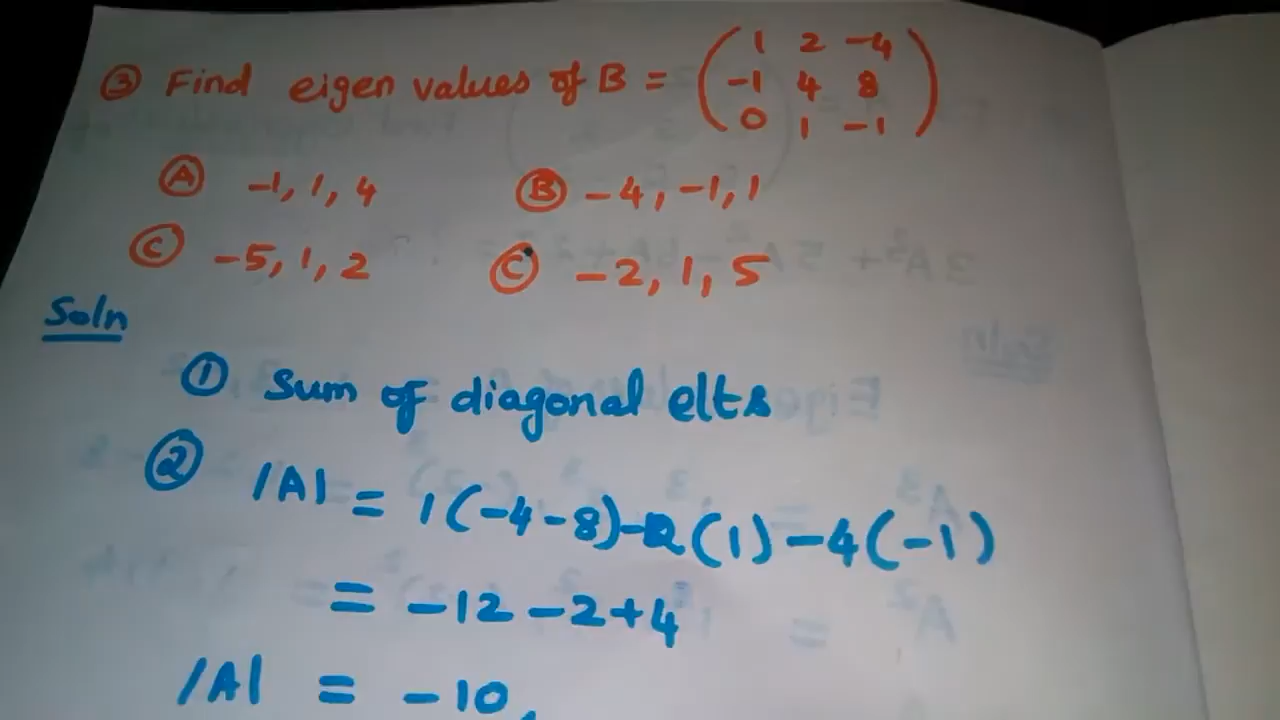 ③ Find eigen values of B = ( 1 2 -4
-1 4 8
0 1 -1 )
Ⓐ -1, 1, 4 Ⓑ -4, -1, 1
Ⓒ -5, 1, 2 Ⓒ -2, 1, 5
Soln
① Sum of diagonal elts
② |A| = 1(-4-8)-2(1)-4(-1)
= -12-2+4
|A| = -10,